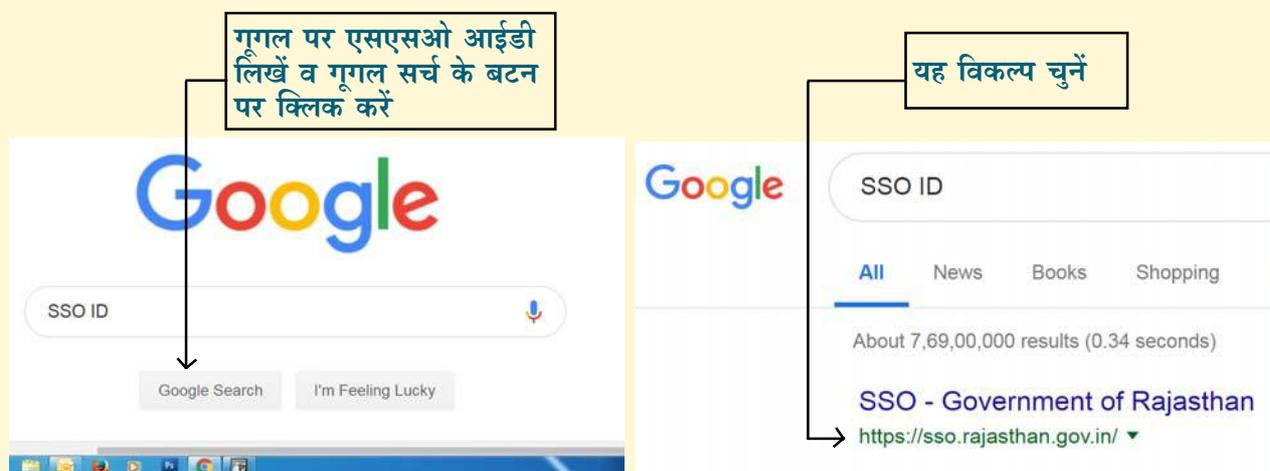 गूगल पर एसएसओ आईडी
लिखें व गूगल सर्च के बटन
पर क्लिक करें
Google
SSO ID
Google Search
I'm Feeling Lucky
यह विकल्प चुनें
Google
SSO ID
All News Books Shopping
About 7,69,00,000 results (0.34 seconds)
SSO - Government of Rajasthan
https://sso.rajasthan.gov.in/